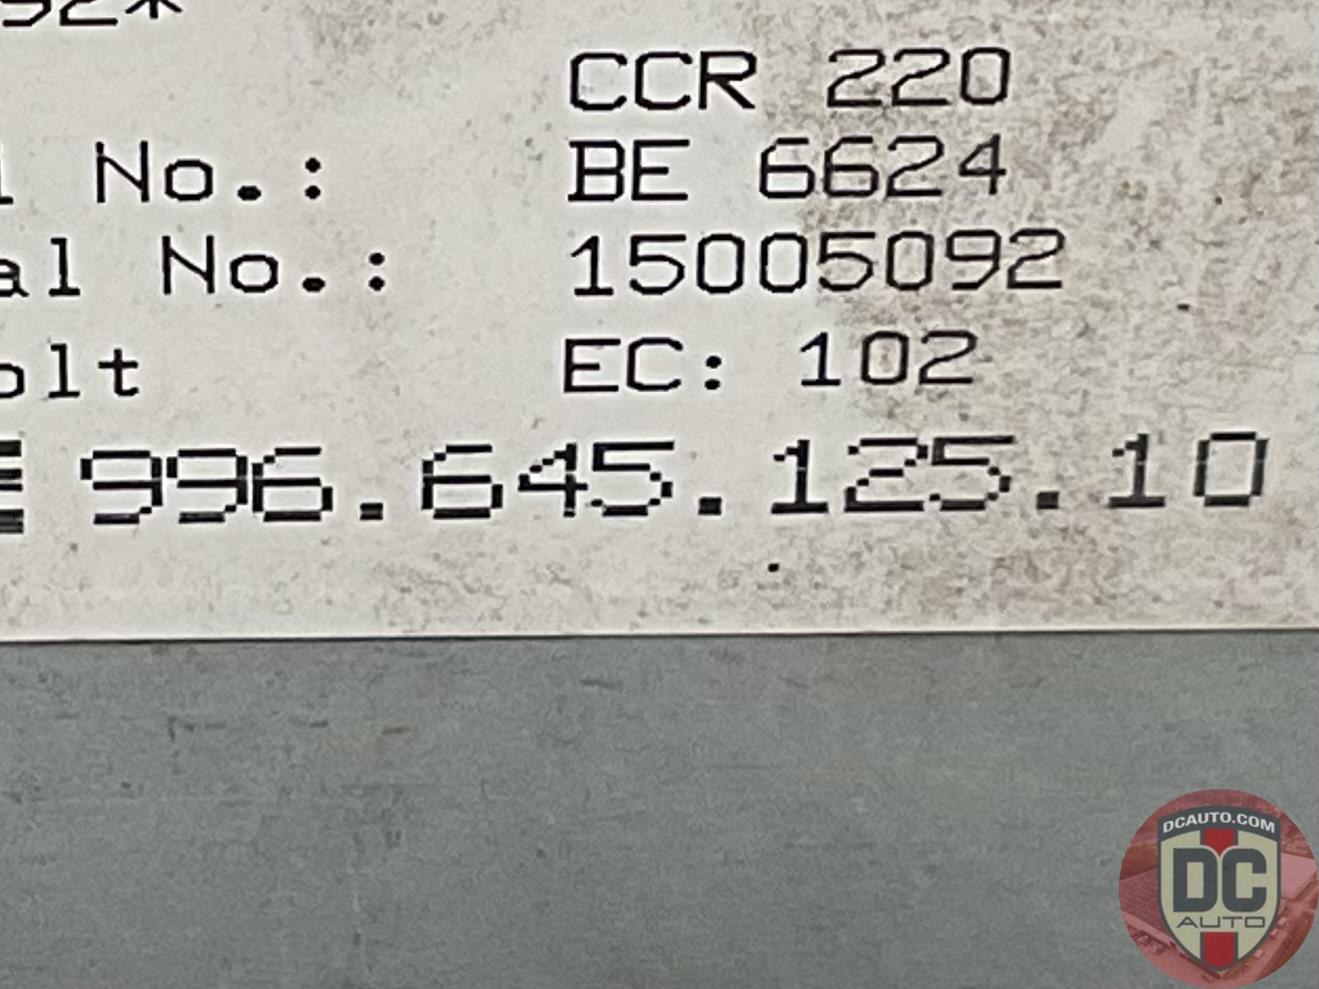 92*
CCR 220
l No.: BE 6624
al No.: 15005092
olt EC: 102
996.645.125.10
DCAUTO.COM
DC
AUTO